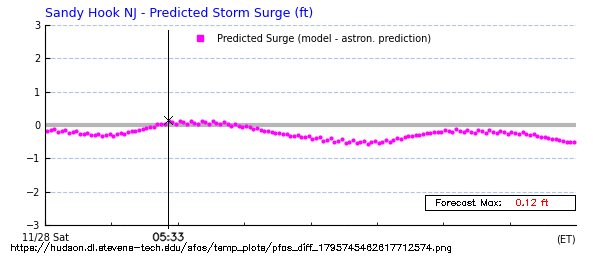 Sandy Hook NJ - Predicted Storm Surge (ft)
3
Predicted Surge (model - astron. prediction)
2
1
0
−1
−2
Forecast Max: 0.12 ft
−3
11/28 Sat 05:33
(ET)
https://hudson.dl.stevens-tech.edu/sfas/temp_plots/pfas_diff_1795745462617712574.png